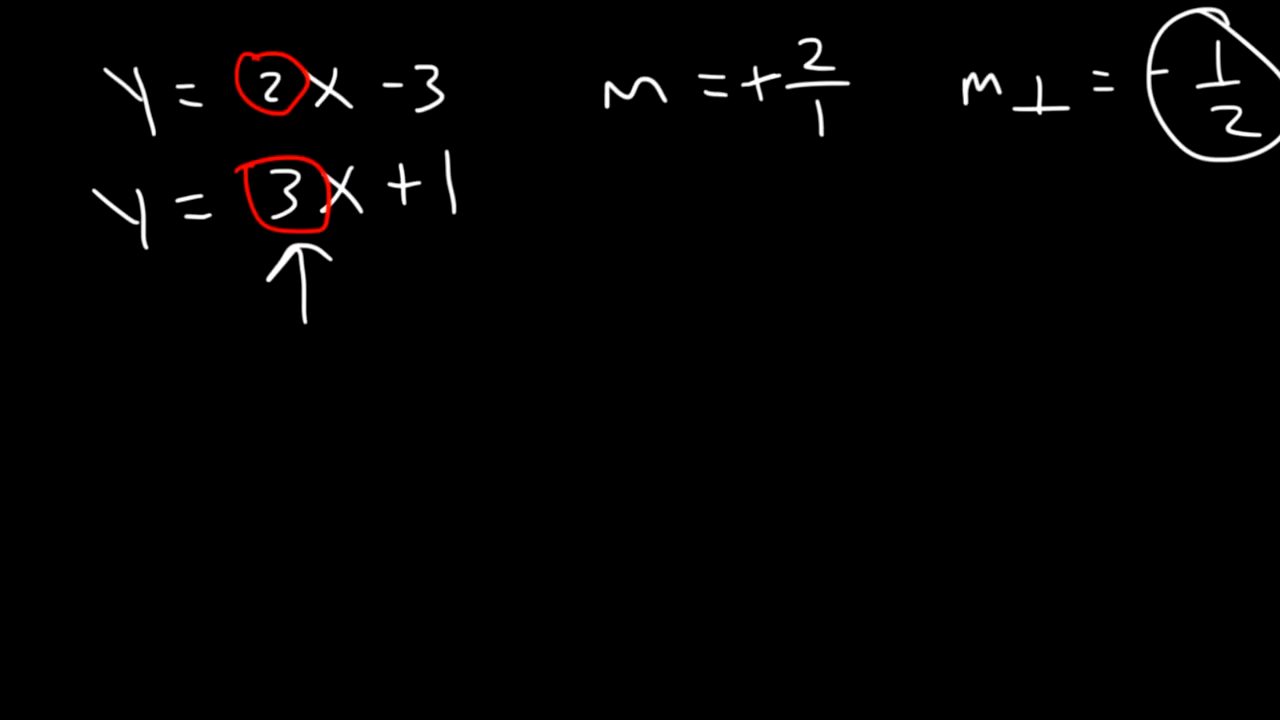 y = 2x - 3
m = + 2/1
m⊥ = - 1/2
y = 3x + 1